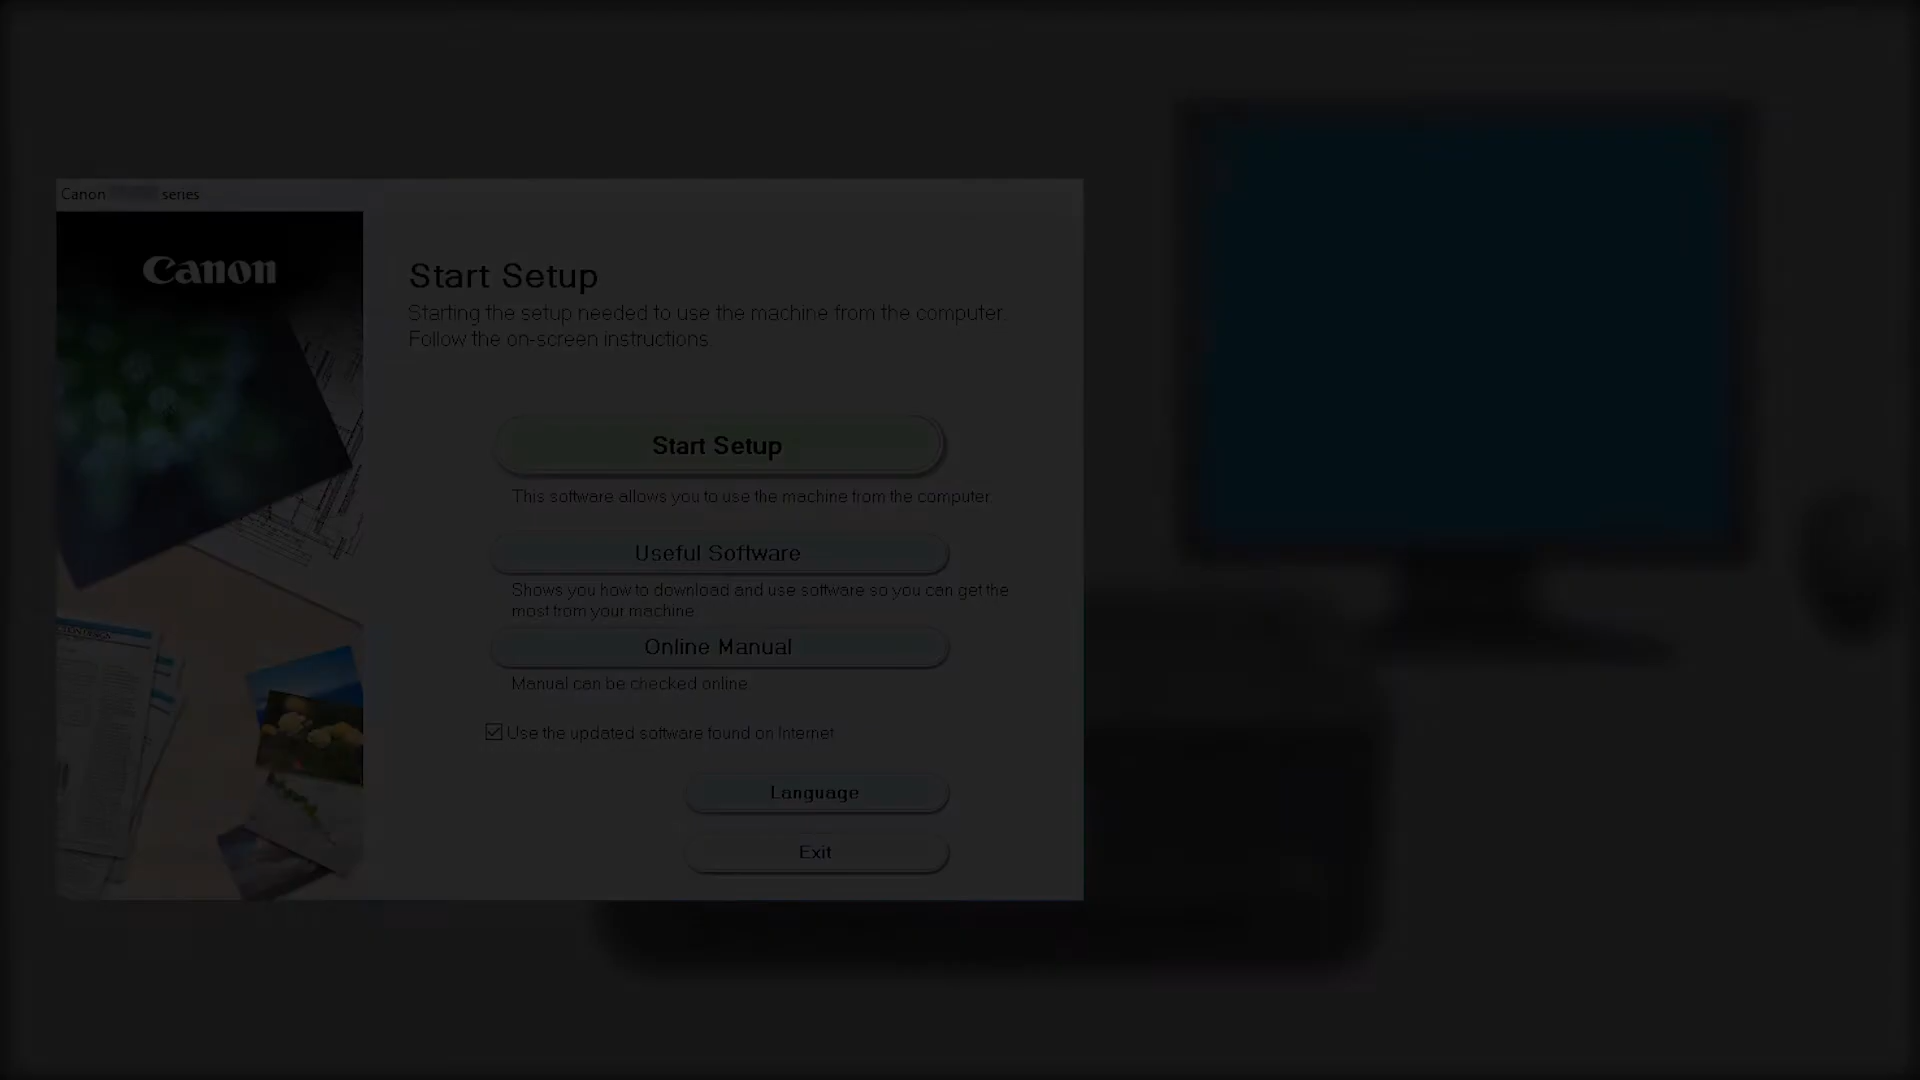 Canon series
Canon
Start Setup
Starting the setup needed to use the machine from the computer.
Follow the on-screen instructions.
Start Setup
This software allows you to use the machine from the computer.
Useful Software
Shows you how to download and use software so you can get the
most from your machine.
Online Manual
Manual can be checked online.
Use the updated software found on Internet
Language
Exit